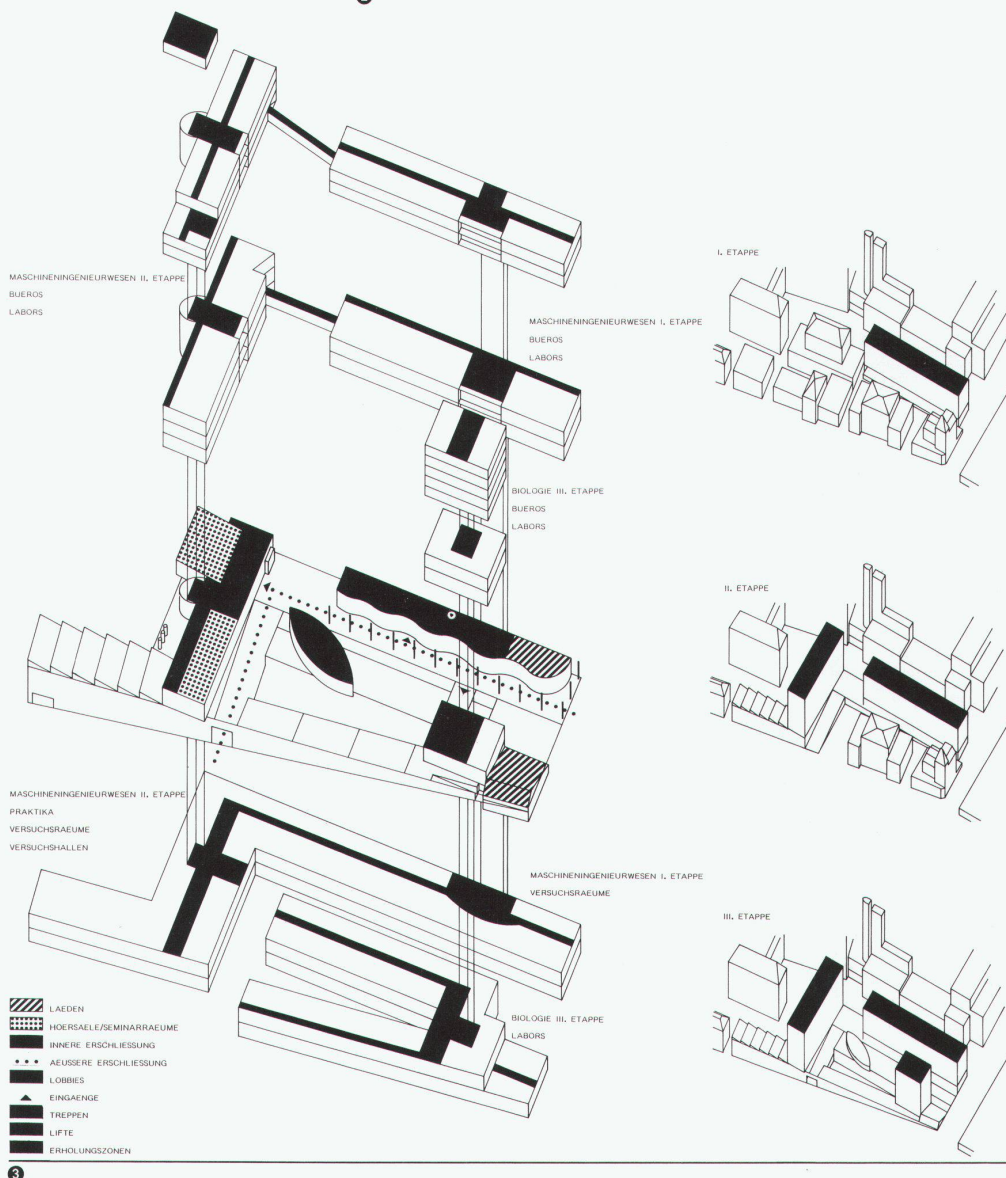 I. ETAPPE
MASCHINENINGENIEURWESEN II. ETAPPE
BUEROS
LABORS
MASCHINENINGENIEURWESEN I. ETAPPE
BUEROS
LABORS
BIOLOGIE III. ETAPPE
BUEROS
LABORS
II. ETAPPE
MASCHINENINGENIEURWESEN II. ETAPPE
PRAKTIKA
VERSUCHSRAEUME
VERSUCHSHALLEN
MASCHINENINGENIEURWESEN I. ETAPPE
VERSUCHSRAEUME
III. ETAPPE
BIOLOGIE III. ETAPPE
LABORS
LAEDEN
HOERSAELE/SEMINARRAEUME
INNERE ERSCHLIESSUNG
AEUSSERE ERSCHLIESSUNG
LOBBIES
EINGAENGE
TREPPEN
LIFTE
ERHOLUNGSZONEN
3